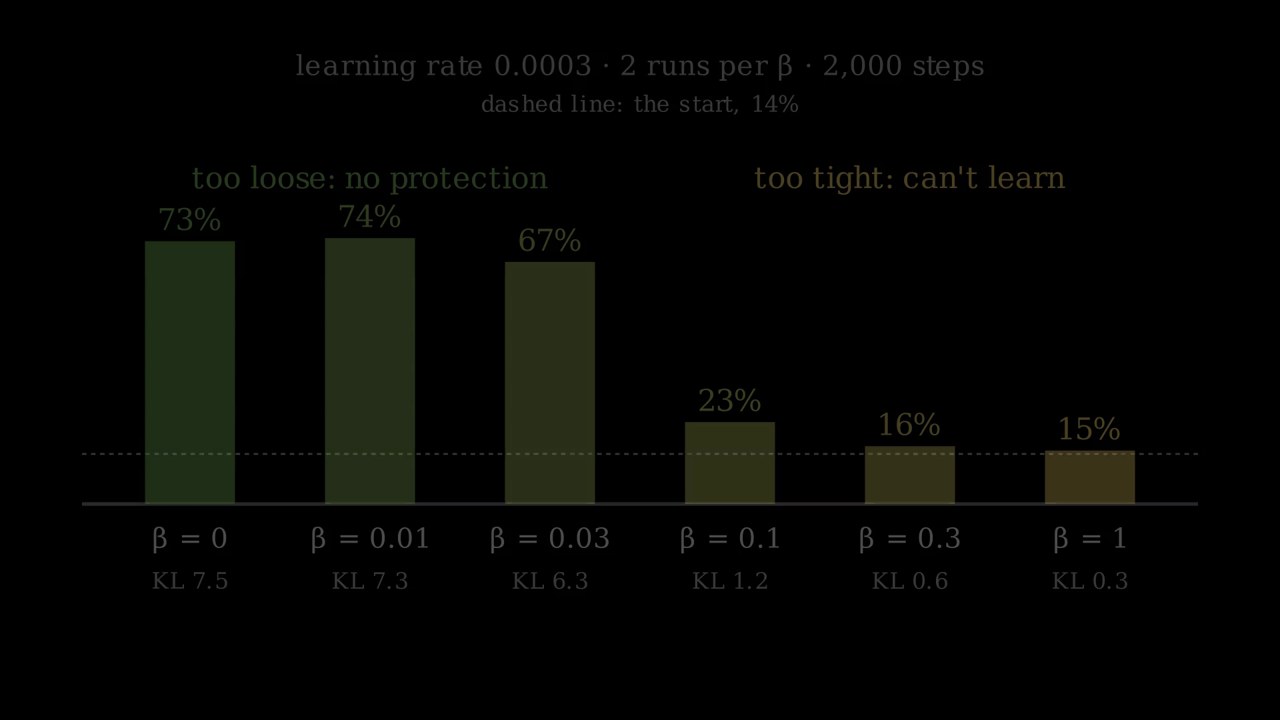 learning rate 0.0003 · 2 runs per β · 2,000 steps
dashed line: the start, 14%
too loose: no protection
too tight: can't learn
73%
74%
67%
23%
16%
15%
β = 0
β = 0.01
β = 0.03
β = 0.1
β = 0.3
β = 1
KL 7.5
KL 7.3
KL 6.3
KL 1.2
KL 0.6
KL 0.3